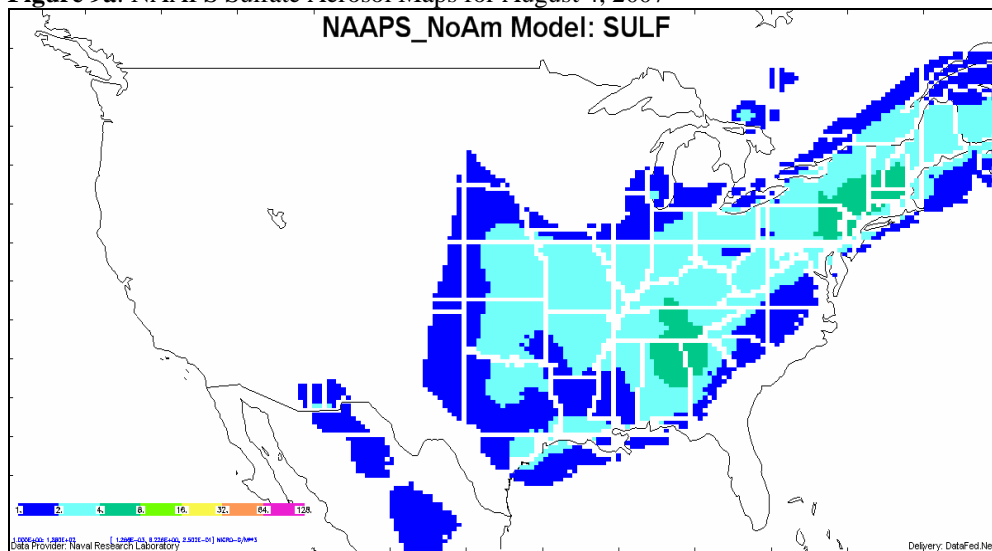 Figure 9a. NAAPS Sulfate Aerosol Maps for August 4, 2007
NAAPS_NoAm Model: SULF
1. 2. 4. 8. 16. 32. 64. 128.
Data Provider: Naval Research Laboratory
Delivery: DataFed.Ne